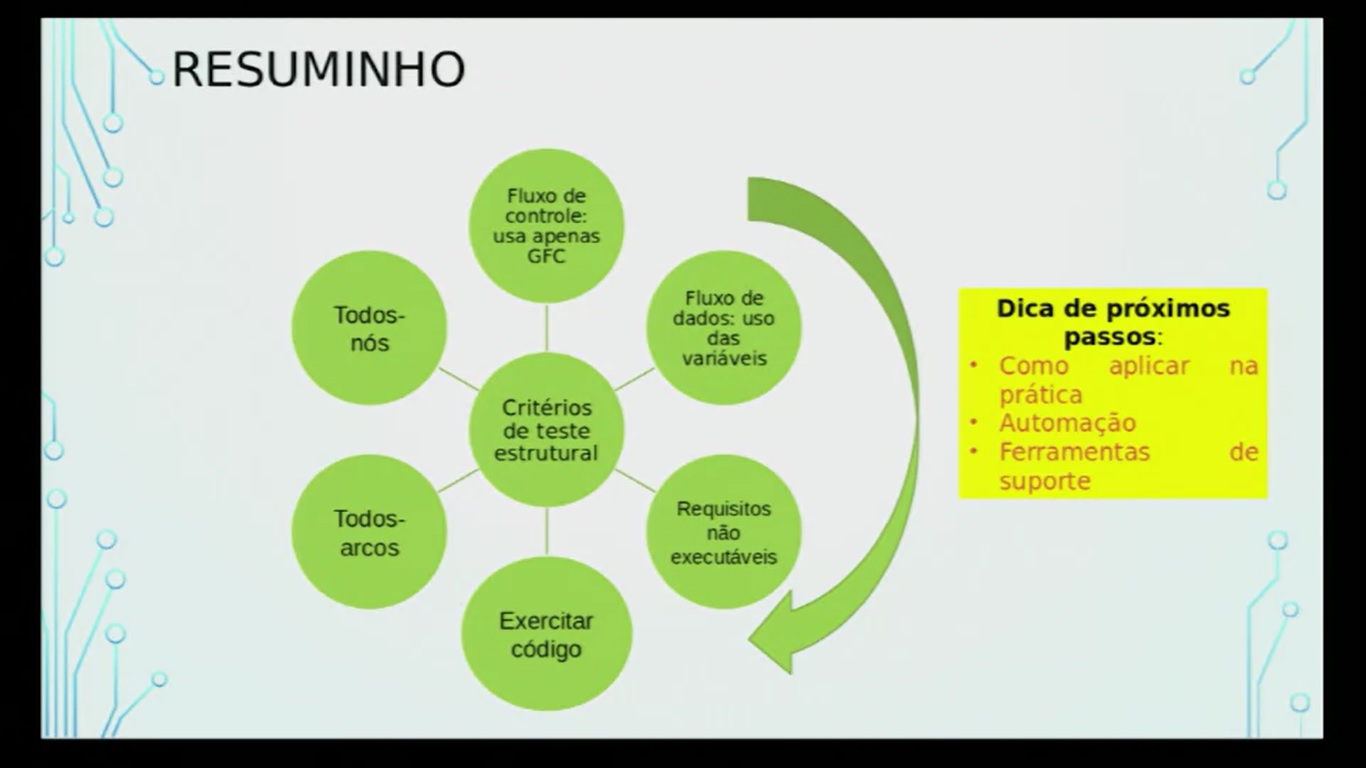 RESUMINHO
Fluxo de
controle:
usa apenas
GFC
Fluxo de
dados: uso
das
variáveis
Requisitos
não
executáveis
Exercitar
código
Todos-
arcos
Todos-
nós
Critérios
de teste
estrutural
Dica de próximos
passos:
• Como aplicar na
prática
• Automação
• Ferramentas de
suporte